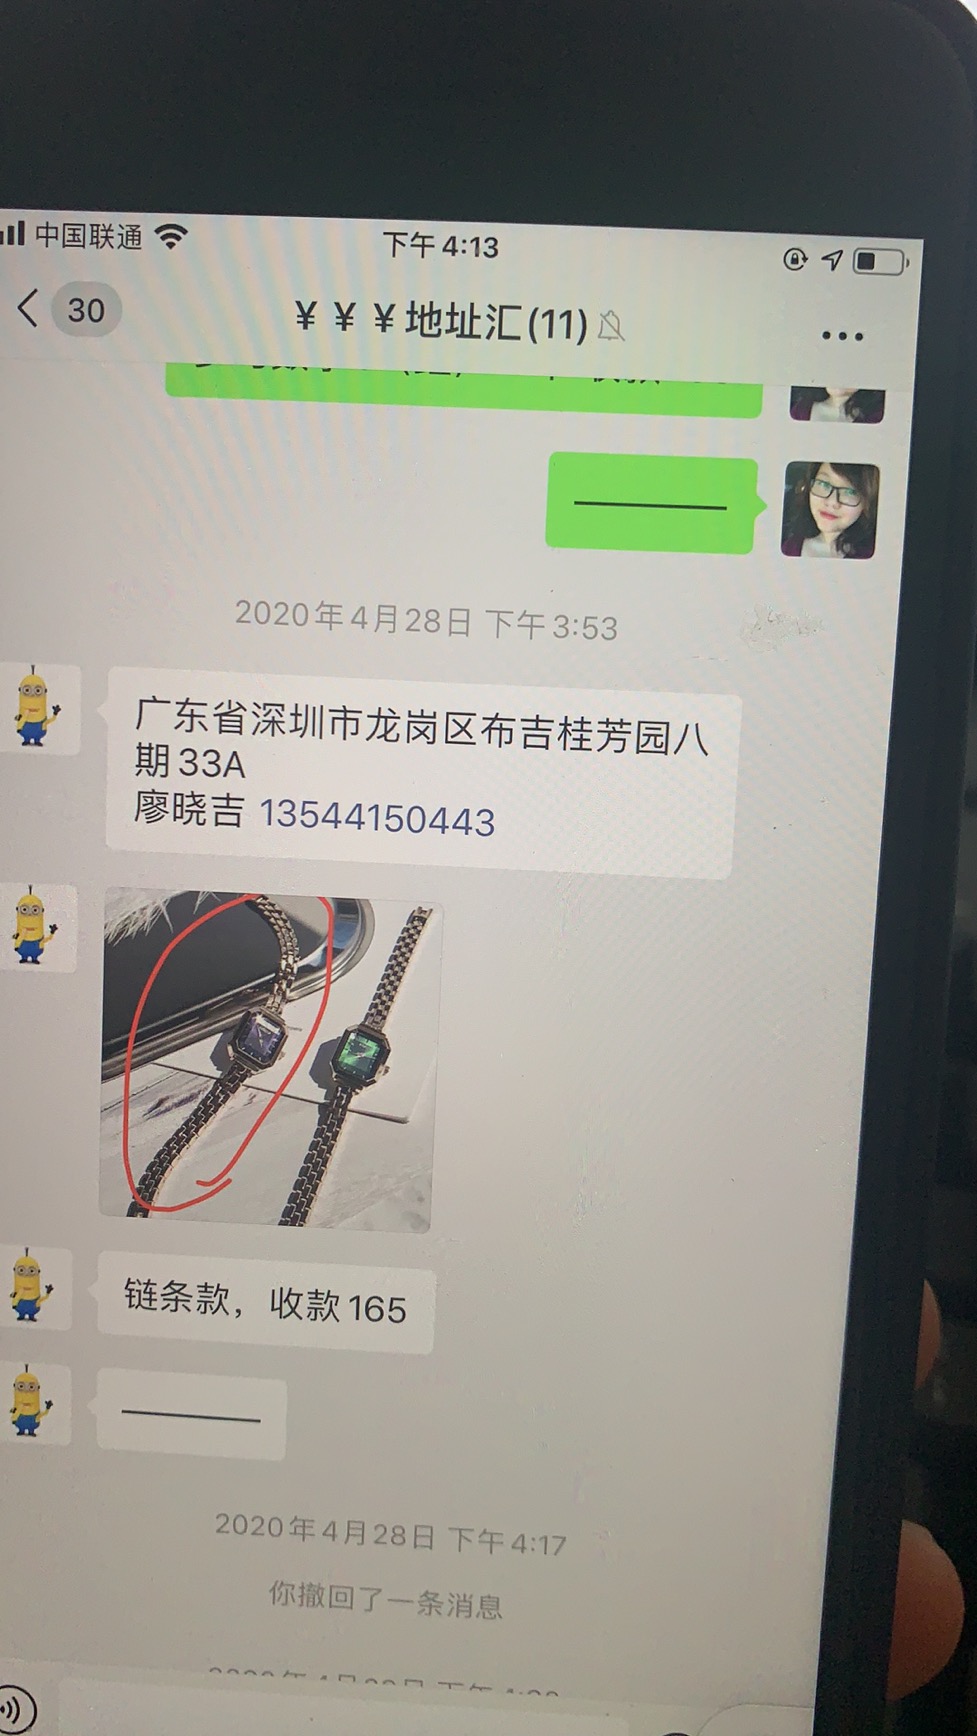 中国联通
下午4:13
30
¥ ¥ ¥地址汇(11)
2020年4月28日 下午3:53
广东省深圳市龙岗区布吉桂芳园八
期33A
廖晓吉 13544150443
链条款，收款165
2020年4月28日 下午4:17
你撤回了一条消息